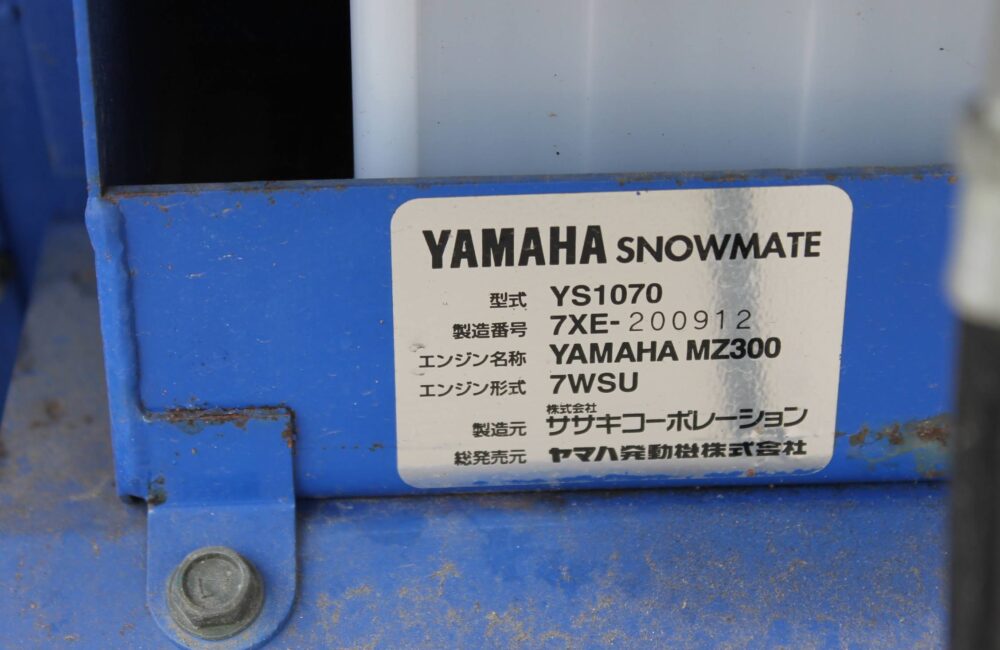 YAMAHA SNOWMATE
型式 YS1070
製造番号 7XE-200912
エンジン名称 YAMAHA MZ300
エンジン形式 7WSU
株式会社
製造元 ササキコーポレーション
総発売元 ヤマハ発動機株式会社